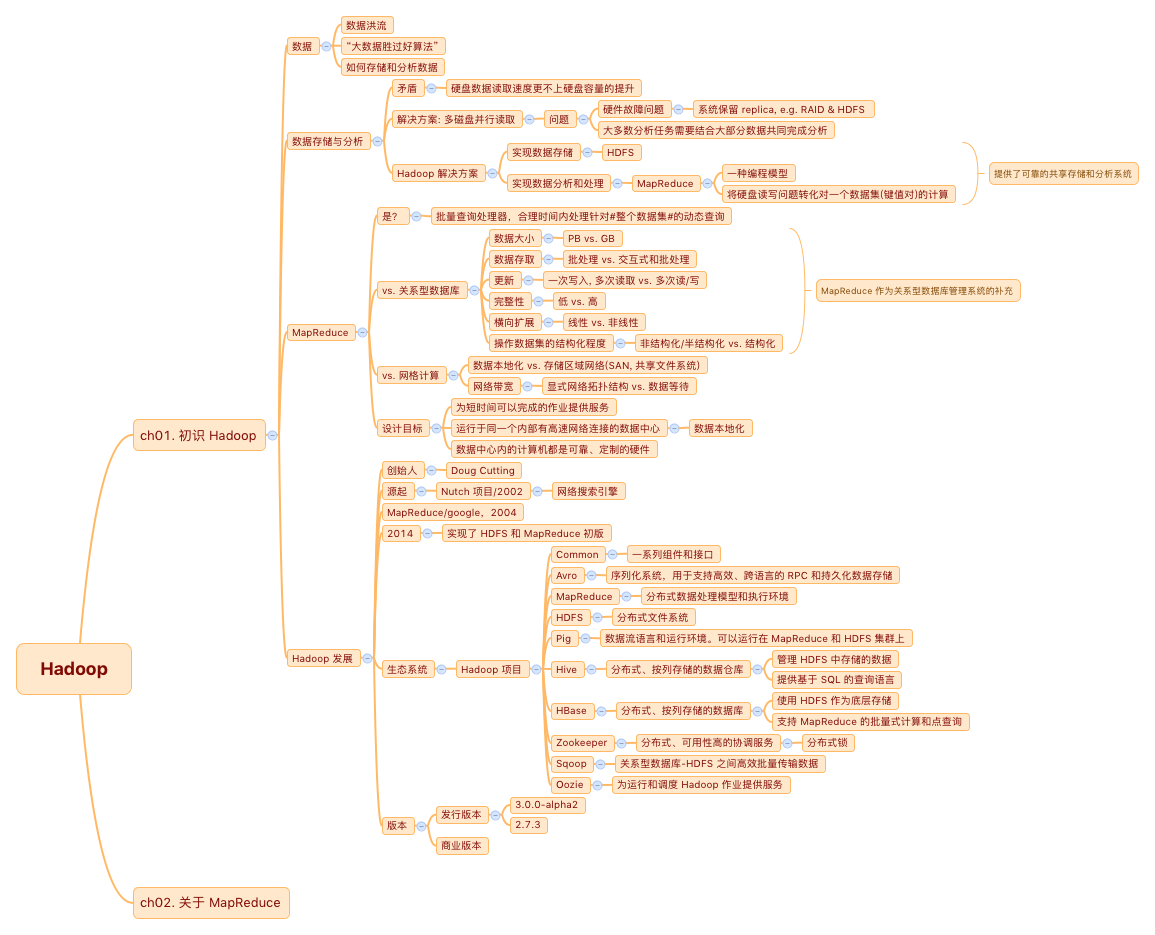 Hadoop
ch01. 初识 Hadoop
数据
数据洪流
“大数据胜过好算法”
如何存储和分析数据
数据存储与分析
矛盾
硬盘数据读取速度更不上硬盘容量的提升
解决方案: 多磁盘并行读取
问题
硬件故障问题
系统保留 replica, e.g. RAID & HDFS
大多数分析任务需要结合大部分数据共同完成分析
Hadoop 解决方案
实现数据存储
HDFS
实现数据分析和处理
MapReduce
一种编程模型
将硬盘读写问题转化对一个数据集(键值对)的计算
提供了可靠的共享存储和分析系统
MapReduce
是?
批量查询处理器，合理时间内处理针对#整个数据集#的动态查询
vs. 关系型数据库
数据大小
PB vs. GB
数据存取
批处理 vs. 交互式和批处理
更新
一次写入, 多次读取 vs. 多次读/写
完整性
低 vs. 高
横向扩展
线性 vs. 非线性
操作数据集的结构化程度
非结构化/半结构化 vs. 结构化
MapReduce 作为关系型数据库管理系统的补充
vs. 网格计算
数据本地化 vs. 存储区域网络(SAN, 共享文件系统)
网络带宽
显式网络拓扑结构 vs. 数据等待
设计目标
为短时间可以完成的作业提供服务
运行于同一个内部有高速网络连接的数据中心
数据本地化
数据中心内的计算机都是可靠、定制的硬件
Hadoop 发展
创始人
Doug Cutting
源起
Nutch 项目/2002
网络搜索引擎
MapReduce/google，2004
2014
实现了 HDFS 和 MapReduce 初版
生态系统
Hadoop 项目
Common
一系列组件和接口
Avro
序列化系统，用于支持高效、跨语言的 RPC 和持久化数据存储
MapReduce
分布式数据处理模型和执行环境
HDFS
分布式文件系统
Pig
数据流语言和运行环境。可以运行在 MapReduce 和 HDFS 集群上
Hive
分布式、按列存储的数据仓库
管理 HDFS 中存储的数据
提供基于 SQL 的查询语言
HBase
分布式、按列存储的数据库
使用 HDFS 作为底层存储
支持 MapReduce 的批量式计算和点查询
Zookeeper
分布式、可用性高的协调服务
分布式锁
Sqoop
关系型数据库-HDFS 之间高效批量传输数据
Oozie
为运行和调度 Hadoop 作业提供服务
版本
发行版本
3.0.0-alpha2
2.7.3
商业版本
ch02. 关于 MapReduce